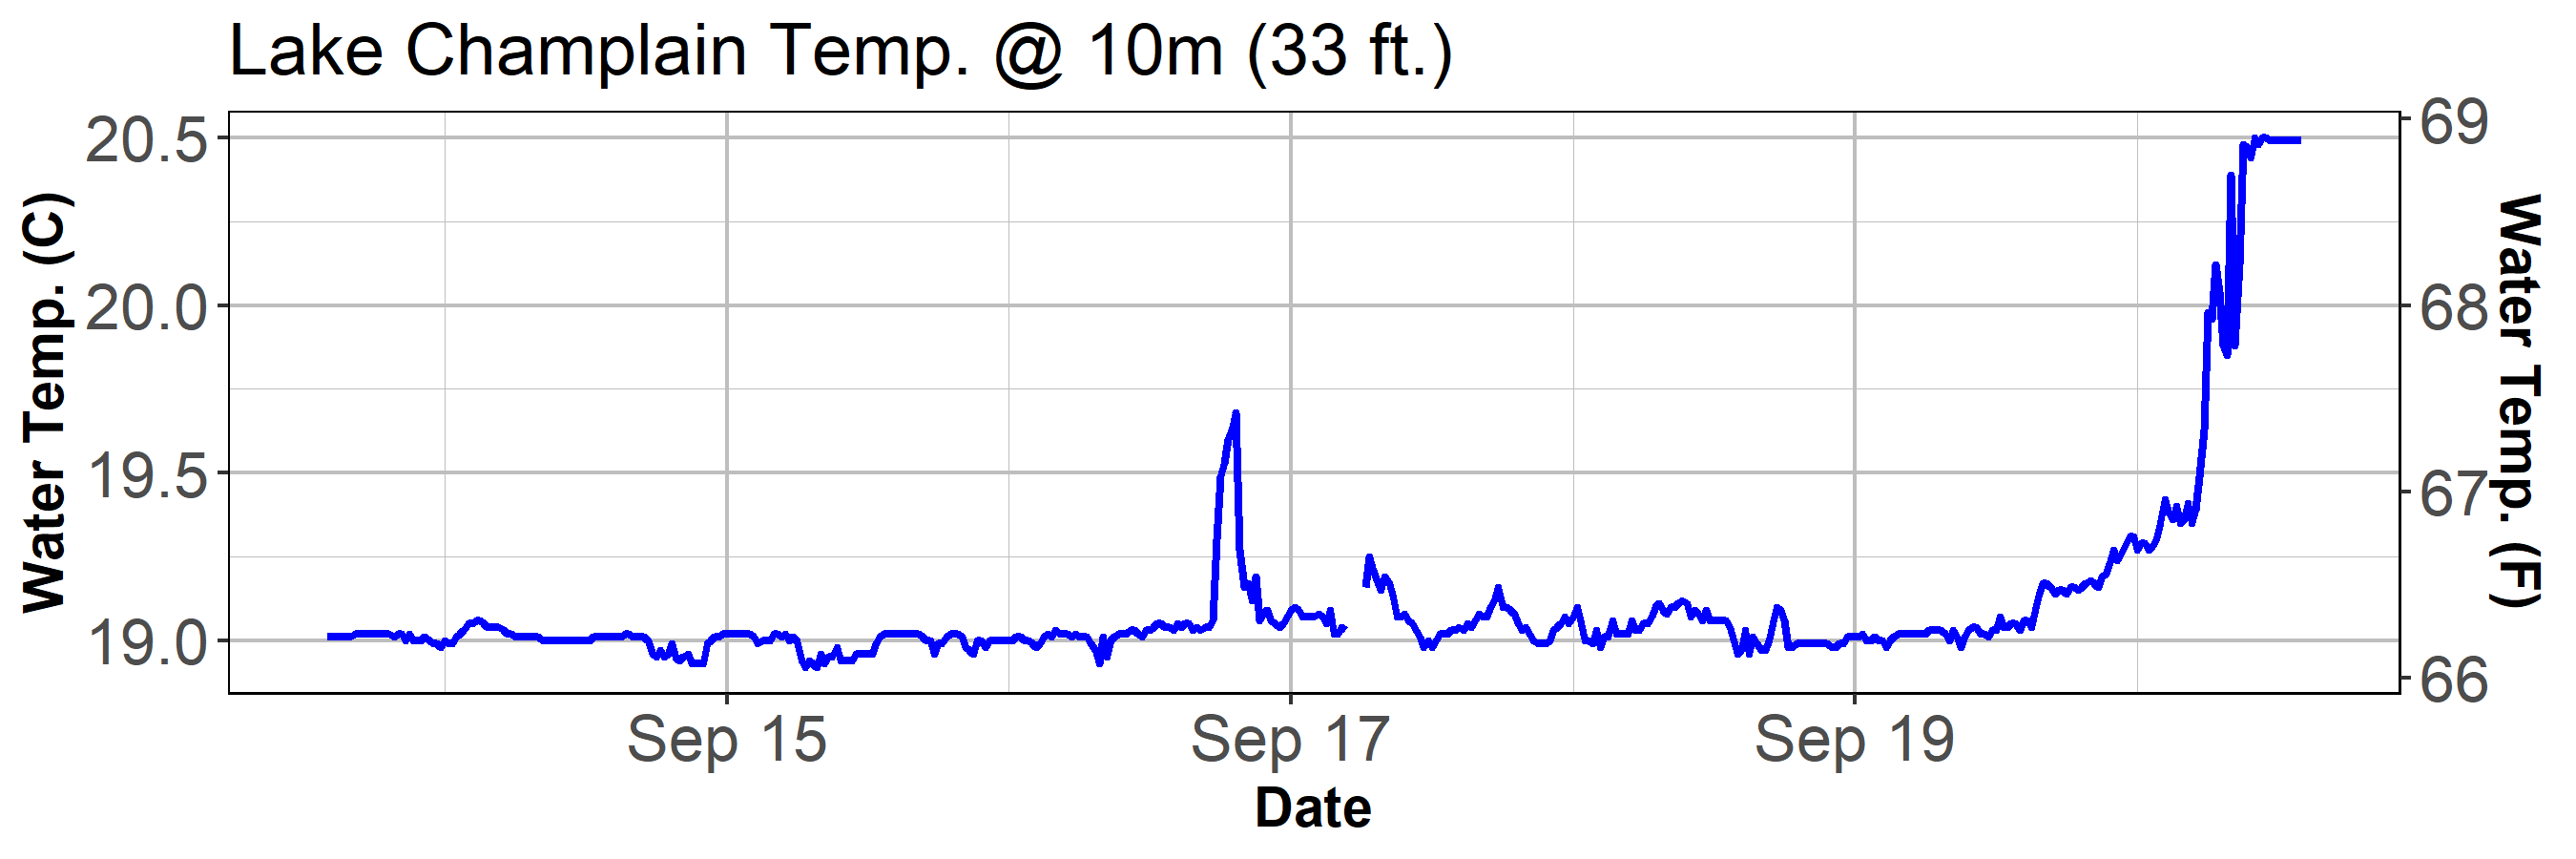 Lake Champlain Temp. @ 10m (33 ft.)
Water Temp. (C)
20.5
20.0
19.5
19.0
69
68
67
66
Water Temp. (F)
Sep 15
Sep 17
Sep 19
Date